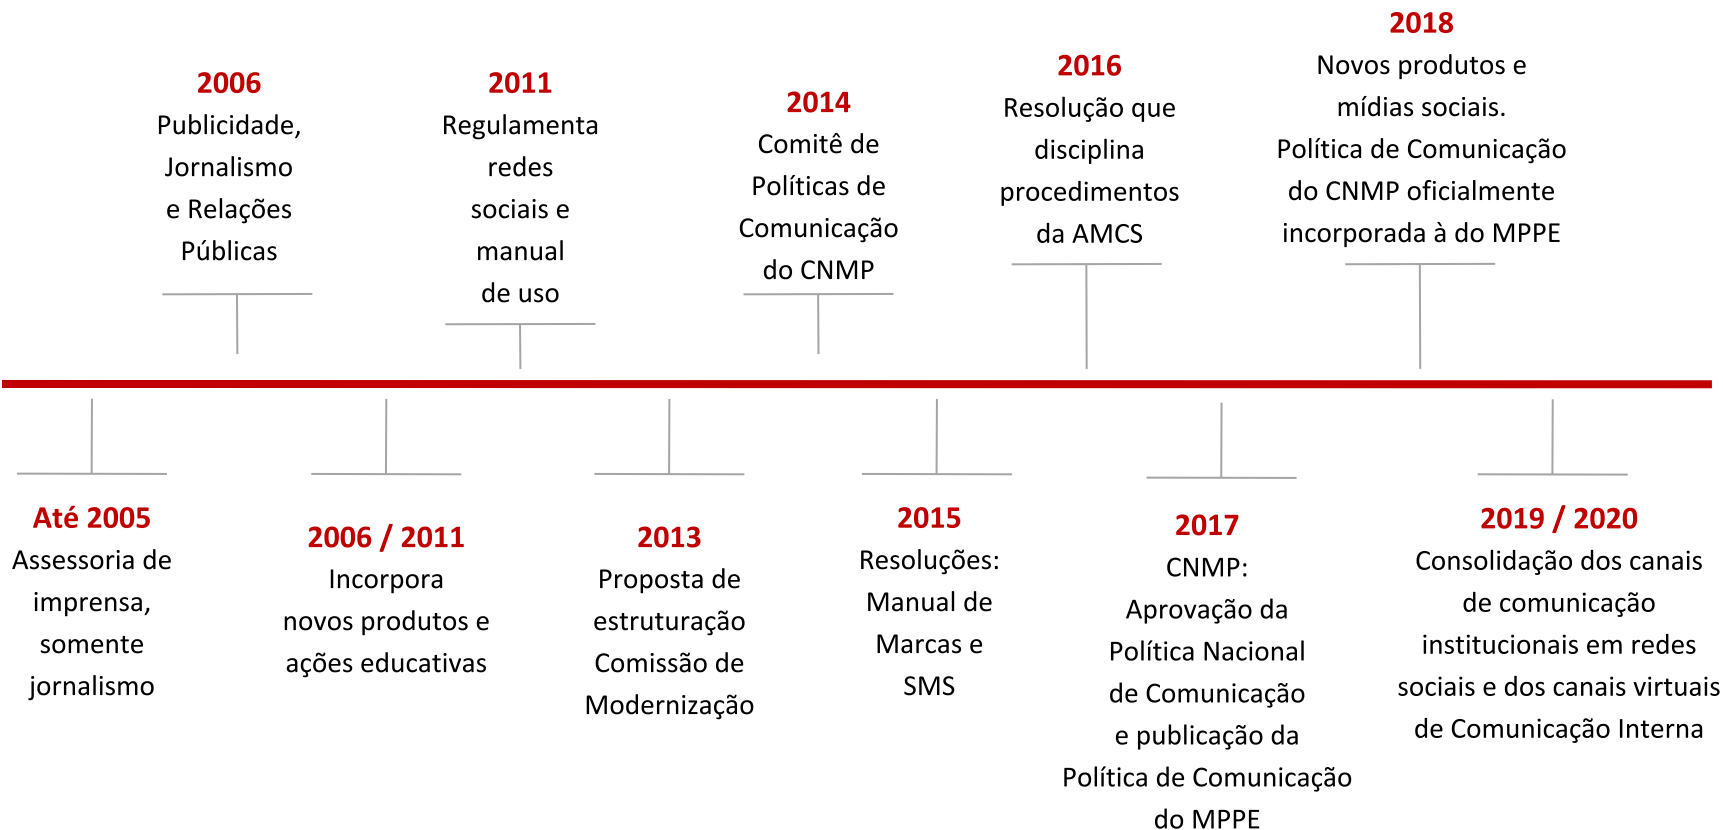 2006
Publicidade,
Jornalismo
e Relações
Públicas
2011
Regulamenta
redes
sociais e
manual
de uso
2014
Comitê de
Políticas de
Comunicação
do CNMP
2016
Resolução que
disciplina
procedimentos
da AMCS
2018
Novos produtos e
mídias sociais.
Política de Comunicação
do CNMP oficialmente
incorporada à do MPPE
Até 2005
Assessoria de
imprensa,
somente
jornalismo
2006 / 2011
Incorpora
novos produtos e
ações educativas
2013
Proposta de
estruturação
Comissão de
Modernização
2015
Resoluções:
Manual de
Marcas e
SMS
2017
CNMP:
Aprovação da
Política Nacional
de Comunicação
e publicação da
Política de Comunicação
do MPPE
2019 / 2020
Consolidação dos canais
de comunicação
institucionais em redes
sociais e dos canais virtuais
de Comunicação Interna